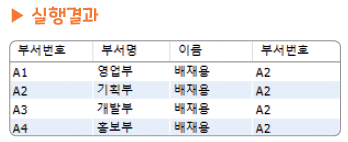 ▶ 실행결과
부서번호 부서명 이름 부서번호
A1 영업부 배재용 A2
A2 기획부 배재용 A2
A3 개발부 배재용 A2
A4 홍보부 배재용 A2